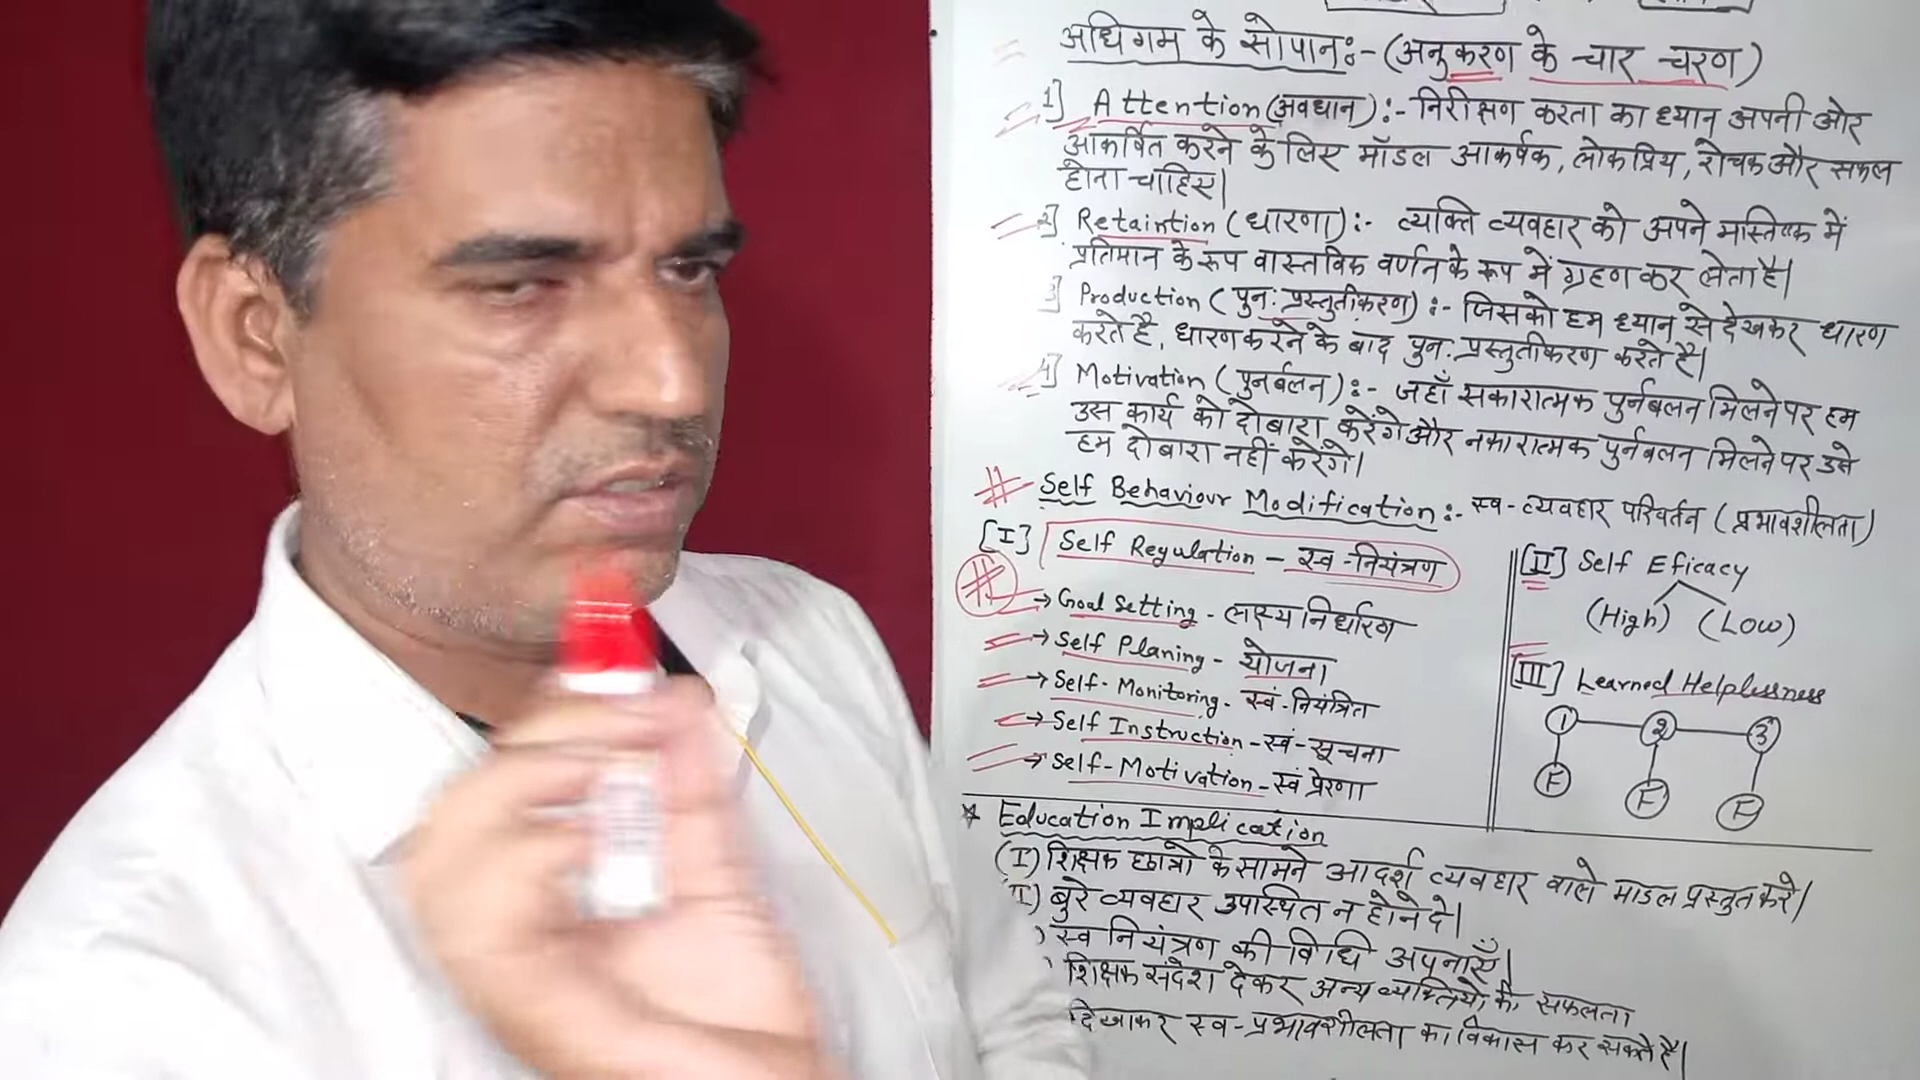 अधिगम के सोपानः-(अनुकरण के चार चरण)
1] Attention(अवधान):- निरीक्षण करता का ध्यान अपनी ओर
आकर्षित करने के लिए मॉडल आकर्षक, लोकप्रिय, रोचक और सफल
होना चाहिए।
2] Retaintion(धारणा):- व्यक्ति व्यवहार को अपने मस्तिष्क में
प्रतिमान के रूप वास्तविक वर्णन के रूप में ग्रहण कर लेता है।
3] Production(पुनः प्रस्तुतीकरण):- जिसको हम ध्यान से देखकर धारण
करते है, धारण करने के बाद पुनः प्रस्तुतीकरण करते है।
4] Motivation(पुर्नबलन):- जहाँ सकारात्मक पुर्नबलन मिलने पर हम
उस कार्य को दोबारा करेंगे और नकारात्मक पुर्नबलन मिलने पर उसे
हम दोबारा नहीं करेंगे।
# Self Behaviour Modification:- स्व-व्यवहार परिवर्तन (प्रभावशीलता)
[I] Self Regulation - स्व-नियंत्रण
# → Goal Setting - लक्ष्य निर्धारण
→ Self Planing - योजना
→ Self-Monitoring - स्वं-नियंत्रित
→ Self Instruction - स्वं-सूचना
→ Self-Motivation - स्वं प्रेरणा
[II] Self Eficacy
(High) (Low)
[III] Learned Helplessness
1 2 3
F F F
* Education Implication
(I) शिक्षक छात्रो के सामने आदर्श व्यवहार वाले माडल प्रस्तुत करे।
II) बुरे व्यवहार उपस्थित न होने दे।
) स्व नियंत्रण की विधि अपनाएँ।
) शिक्षक संदेश देकर अन्य व्यक्तियो के सफलता
दिखाकर स्व-प्रभावशीलता का विकास कर सकते है।